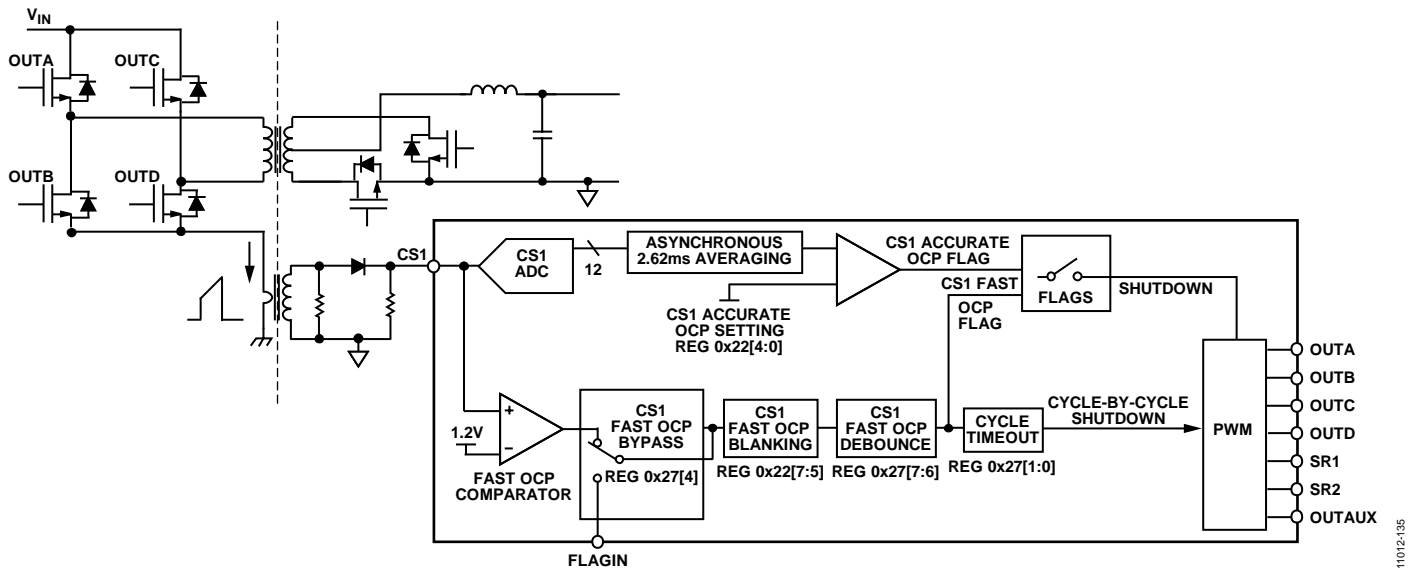 VIN
OUTA
OUTC
OUTB
OUTD
CS1
CS1
ADC
12
ASYNCHRONOUS
2.62ms AVERAGING
CS1 ACCURATE
OCP SETTING
REG 0x22[4:0]
CS1 ACCURATE
OCP FLAG
CS1 FAST
OCP
FLAG
FLAGS
SHUTDOWN
1.2V
+
−
FAST OCP
COMPARATOR
CS1
FAST OCP
BYPASS
REG 0x27[4]
FLAGIN
CS1
FAST OCP
BLANKING
REG 0x22[7:5]
CS1
FAST OCP
DEBOUNCE
REG 0x27[7:6]
CYCLE
TIMEOUT
REG 0x27[1:0]
CYCLE-BY-CYCLE
SHUTDOWN
PWM
OUTA
OUTB
OUTC
OUTD
SR1
SR2
OUTAUX
11012-135